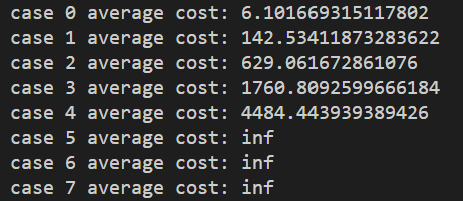 case 0 average cost: 6.101669315117802
case 1 average cost: 142.53411873283622
case 2 average cost: 629.061672861076
case 3 average cost: 1760.8092599666184
case 4 average cost: 4484.443939389426
case 5 average cost: inf
case 6 average cost: inf
case 7 average cost: inf